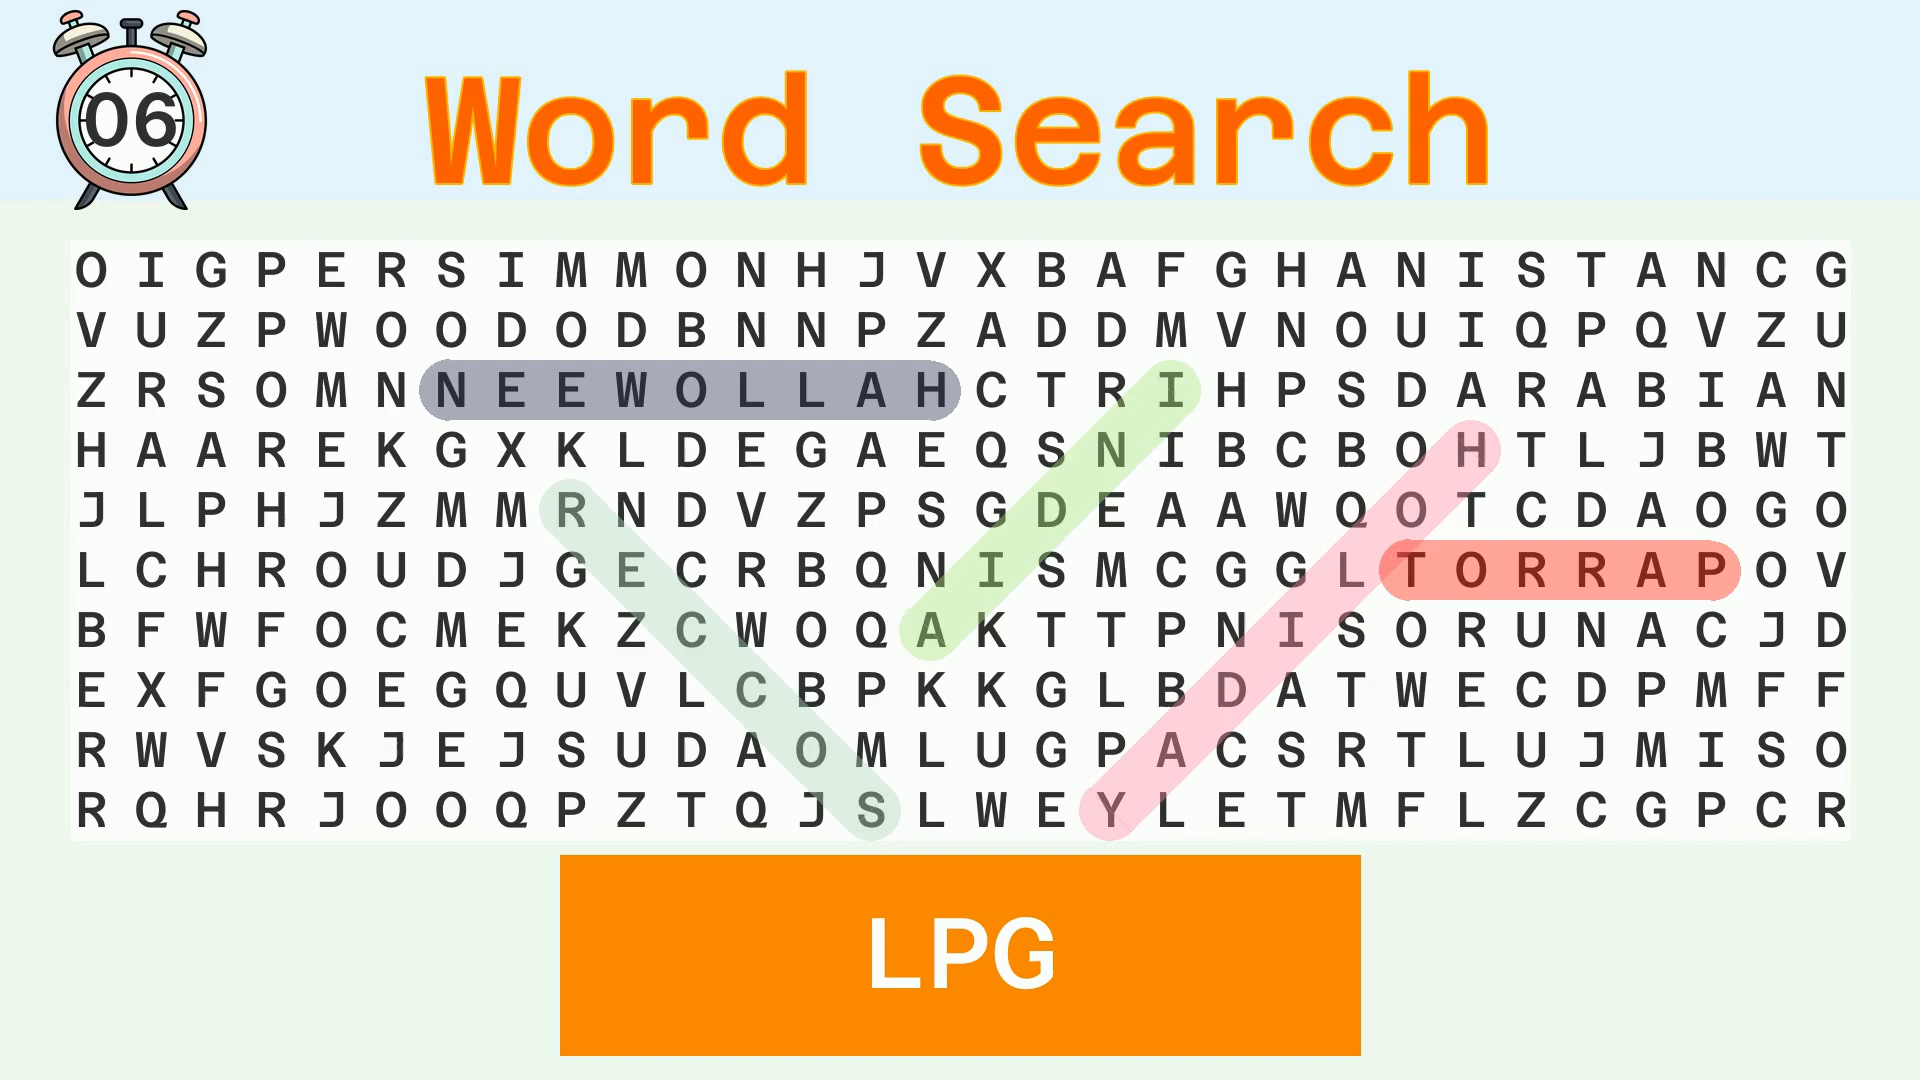 06
Word Search
O I G P E R S I M M O N H J V X B A F G H A N I S T A N C G
V U Z P W O O D O D B N N P Z A D D M V N O U I Q P Q V Z U
Z R S O M N N E E W O L L A H C T R I H P S D A R A B I A N
H A A R E K G X K L D E G A E Q S N I B C B O H T L J B W T
J L P H J Z M M R N D V Z P S G D E A A W Q O T C D A O G O
L C H R O U D J G E C R B Q N I S M C G G L T O R R A P O V
B F W F O C M E K Z C W O Q A K T T P N I S O R U N A C J D
E X F G O E G Q U V L C B P K K G L B D A T W E C D P M F F
R W V S K J E J S U D A O M L U G P A C S R T L U J M I S O
R Q H R J O O Q P Z T Q J S L W E Y L E T M F L Z C G P C R
LPG